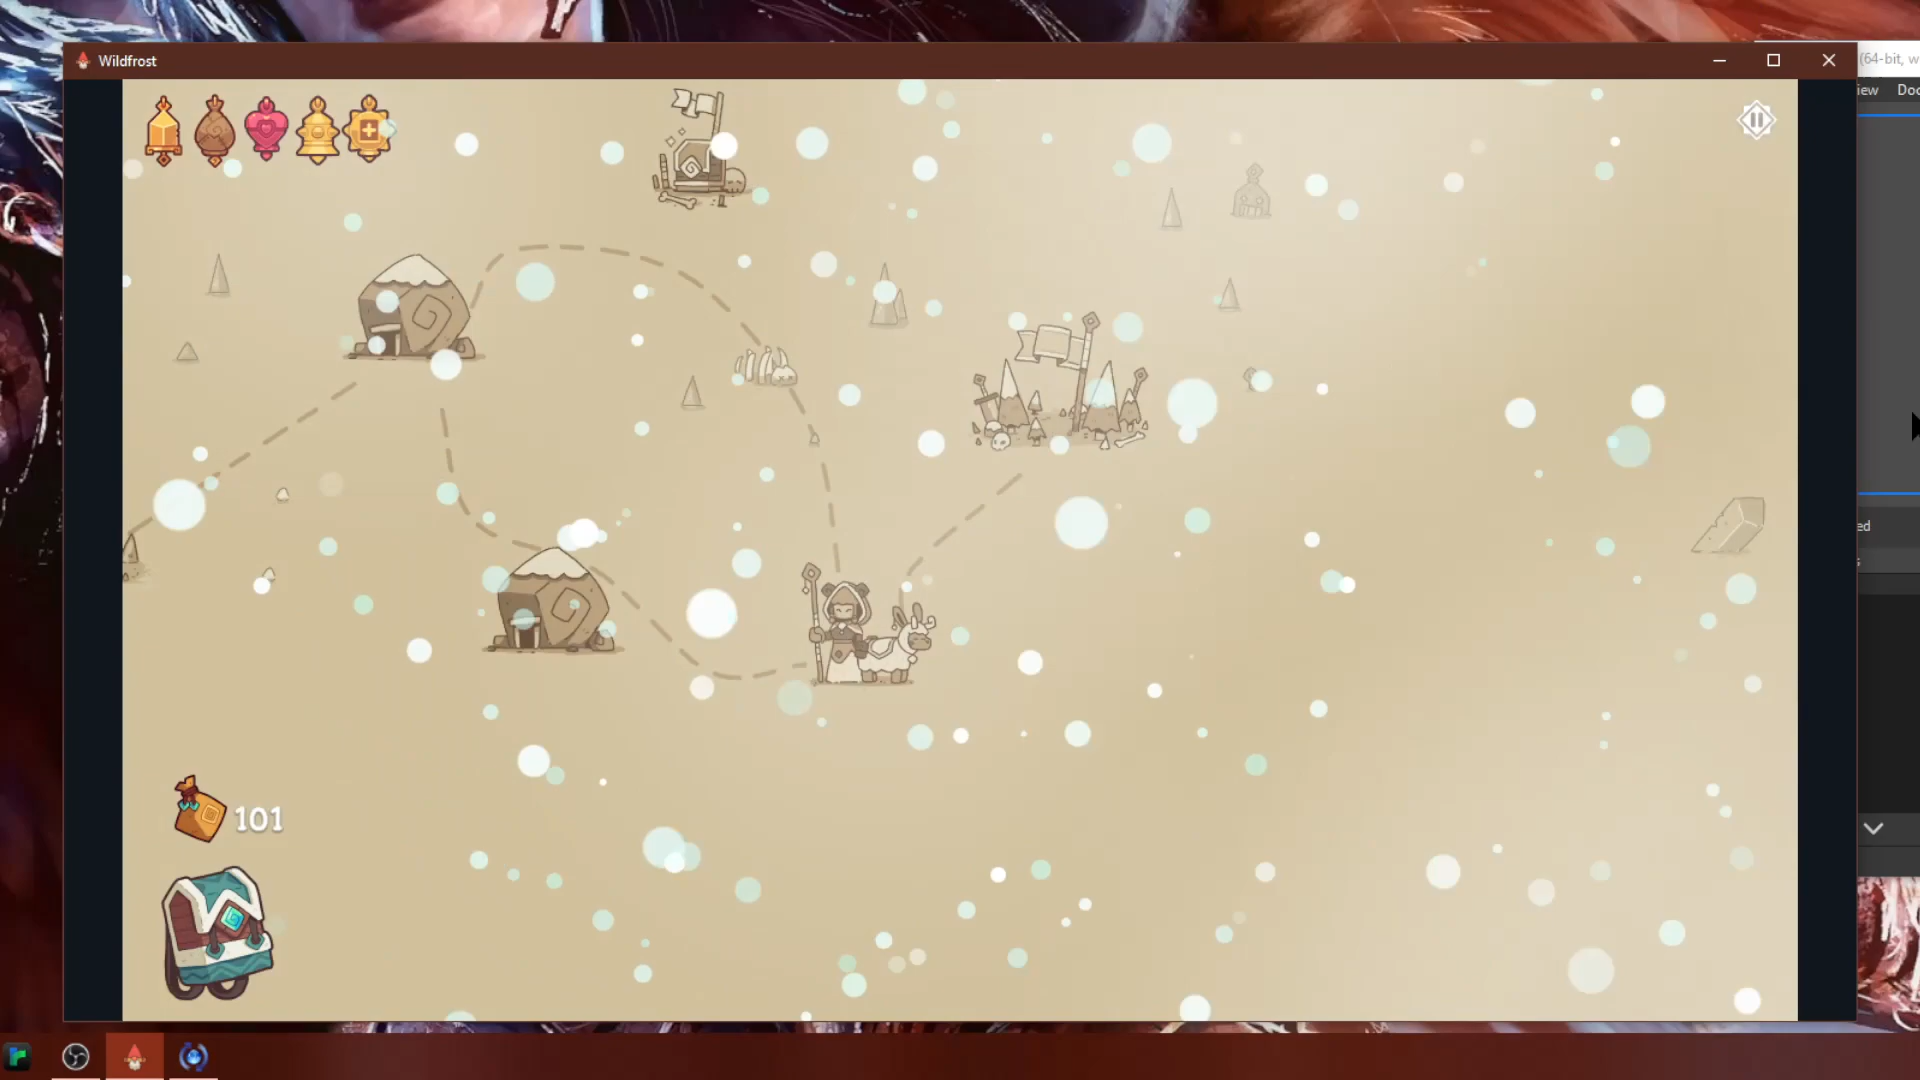 Wildfrost
(64-bit, w
iew Doc
ed
101